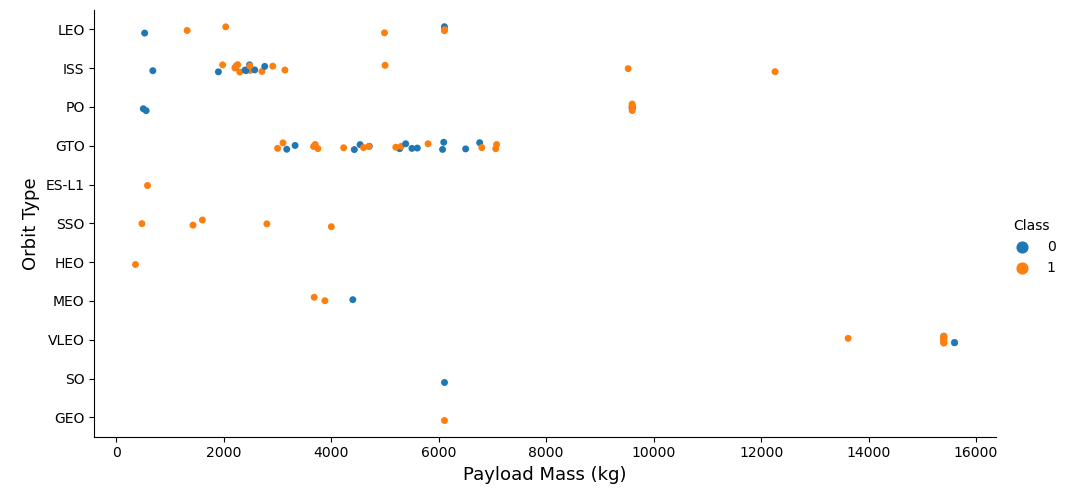 LEO
ISS
PO
GTO
ES-L1
SSO
HEO
MEO
VLEO
SO
GEO
Orbit Type
0 2000 4000 6000 8000 10000 12000 14000 16000
Payload Mass (kg)
Class
0
1